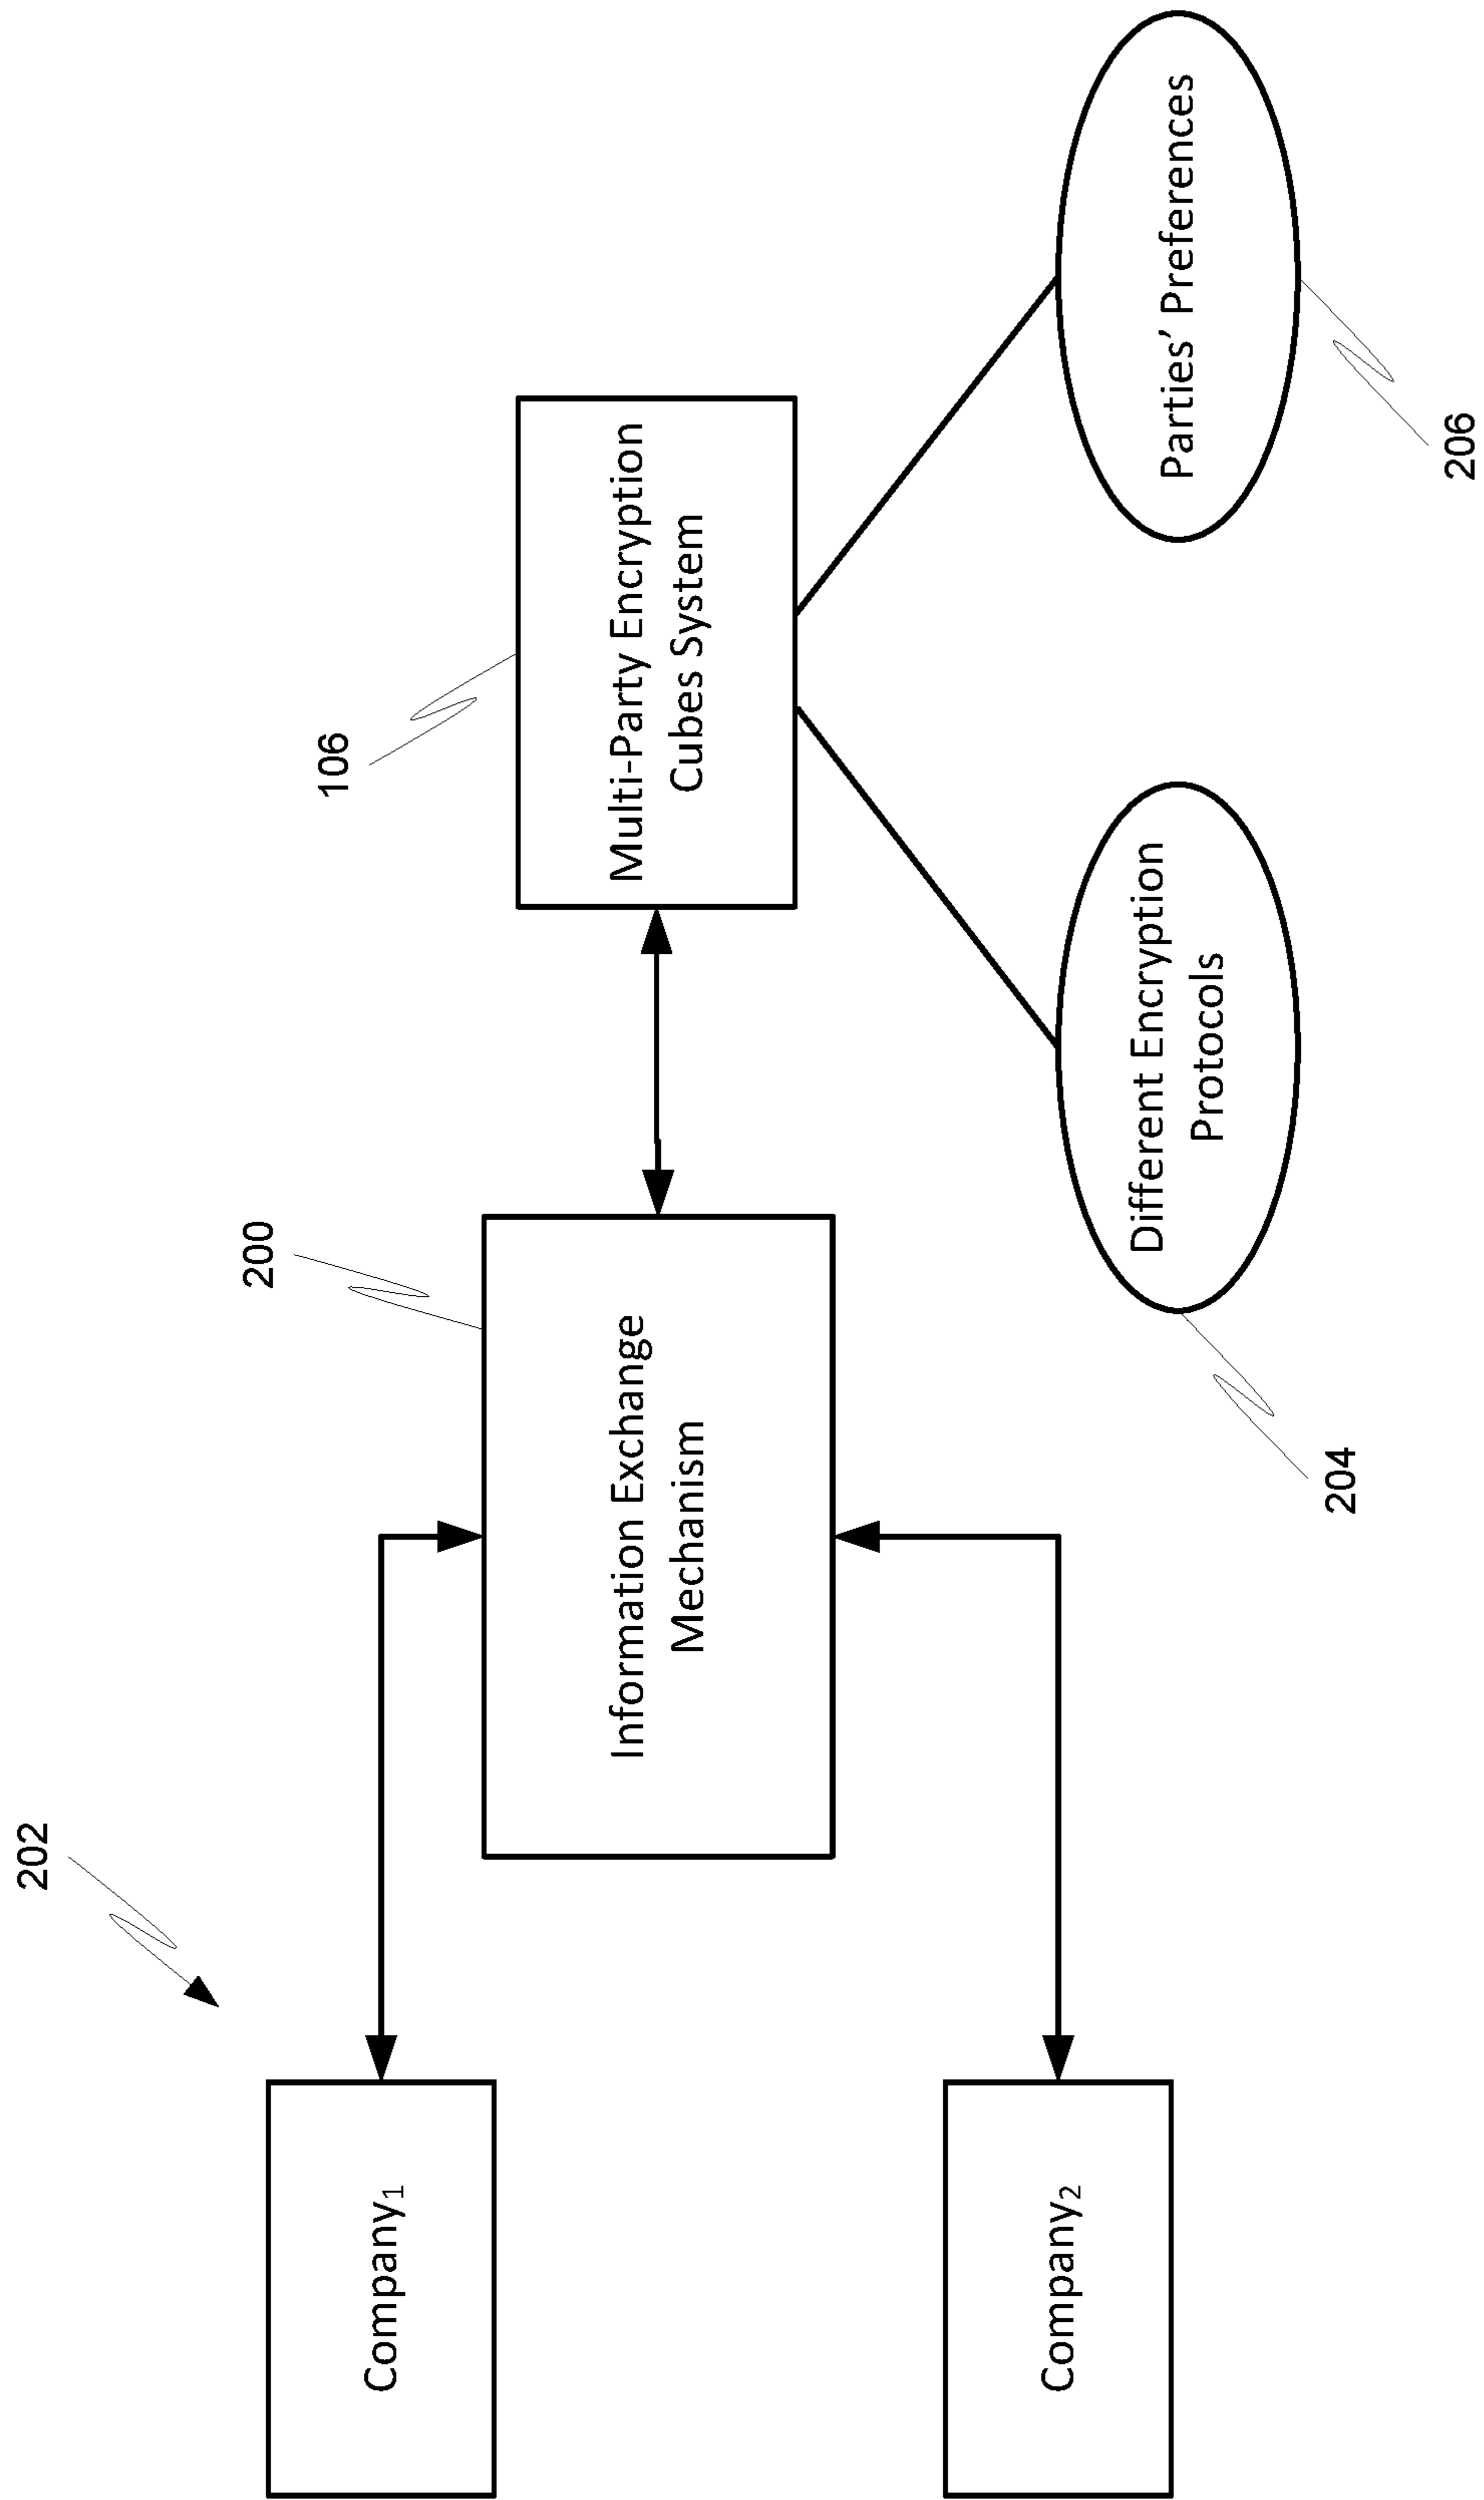 202
200
106
Company1
Information Exchange
Mechanism
Multi-Party Encryption
Cubes System
Company2
Different Encryption
Protocols
Parties’ Preferences
204
206